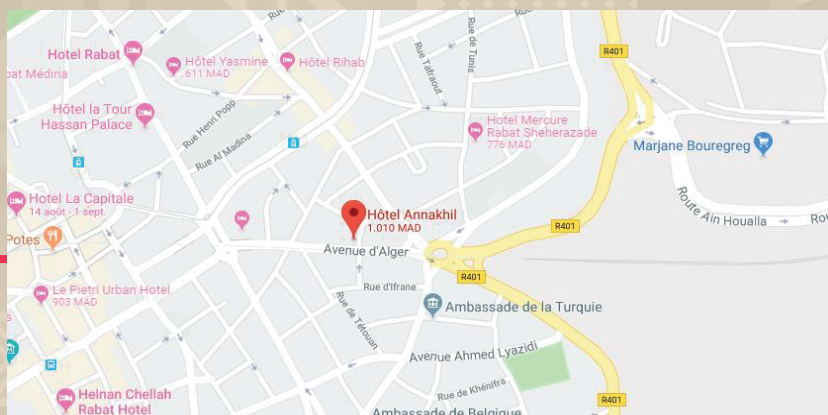 Hotel Rabat
Hôtel Yasmine
611 MAD
Hôtel Rihab
Rue de Tunis
Rue Tafraout
R401
bat Médina
Hôtel la Tour
Hassan Palace
Rue Henri Popp
Rue Al Madina
Hotel Mercure
Rabat Sheherazade
776 MAD
Marjane Bouregreg
Hotel La Capitale
14 août - 1 sept.
Hôtel Annakhil
1.010 MAD
Route Ain Houalla
Rou
Potes
Avenue d'Alger
R401
R401
Le Pietri Urban Hotel
903 MAD
Rue d'Ifrane
Ambassade de la Turquie
Rue de Tétouan
Avenue Ahmed Lyazidi
Rue de Khénifra
R401
Helnan Chellah
Rabat Hotel
Ambassade de Belgique